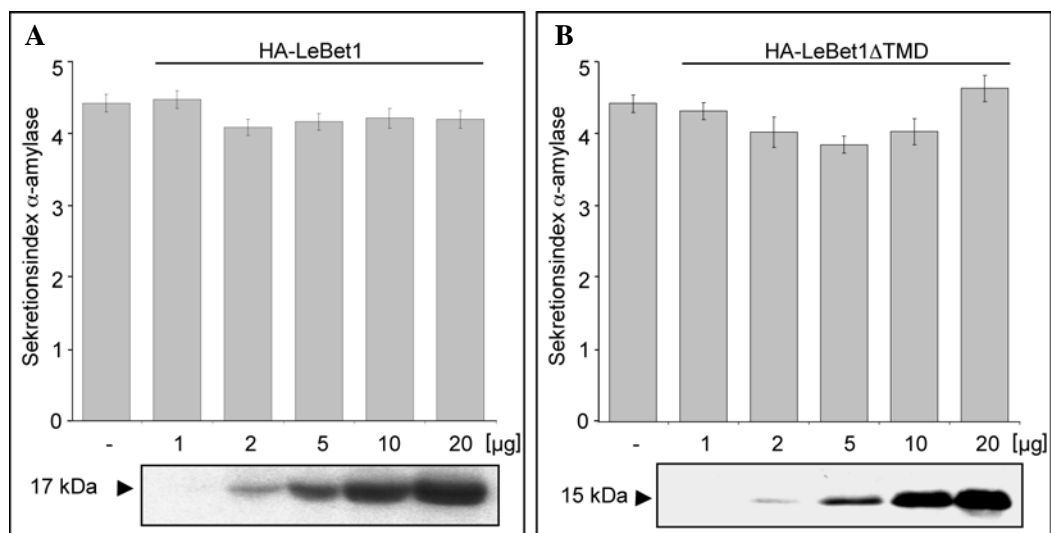 A
HA-LeBet1
Sekretionsindex α-amylase
5
4
3
2
1
0
- 1 2 5 10 20 [µg]
17 kDa
B
HA-LeBet1ΔTMD
Sekretionsindex α-amylase
5
4
3
2
1
0
- 1 2 5 10 20 [µg]
15 kDa